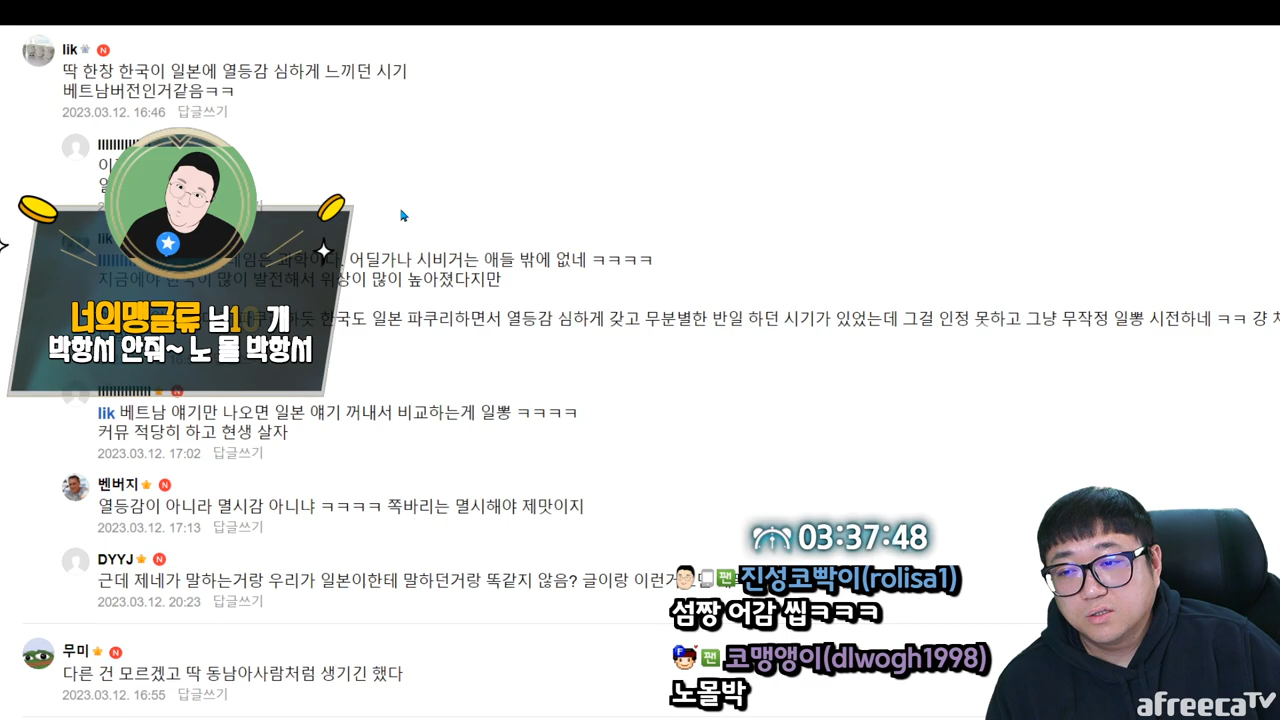 lik
딱 한창 한국이 일본에 열등감 심하게 느끼던 시기
베트남버전인거같음ㅋㅋ
2023.03.12. 16:46 답글쓰기
lik
과학이다. 어딜가나 시비거는 애들 밖에 없네 ㅋㅋㅋㅋ
지금에야 한국이 많이 발전해서 위상이 많이 높아졌다지만
한국도 일본 파쿠리하면서 열등감 심하게 갖고 무분별한 반일 하던 시기가 있었는데 그걸 인정 못하고 그냥 무작정 일뽕 시전하네 ㅋㅋ 걍
너의맹금류 님10개
박항서 안줘~ 노 몰 박항서
lik 베트남 얘기만 나오면 일본 얘기 꺼내서 비교하는게 일뽕 ㅋㅋㅋㅋ
커뮤 적당히 하고 현생 살자
2023.03.12. 17:02 답글쓰기
벤버지
열등감이 아니라 멸시감 아니냐 ㅋㅋㅋㅋ 쪽바리는 멸시해야 제맛이지
2023.03.12. 17:13 답글쓰기
DYYJ
근데 제네가 말하는거랑 우리가 일본이한테 말하던거랑 똑같지 않음? 글이랑 이런거
2023.03.12. 20:23 답글쓰기
무미
다른 건 모르겠고 딱 동남아사람처럼 생기긴 했다
2023.03.12. 16:55 답글쓰기
03:37:48
팬 진성코빡이(rolisa1)
섬짱 어감 씹ㅋㅋㅋ
팬 코맹앵이(dlwogh1998)
노몰박
afreecaTV